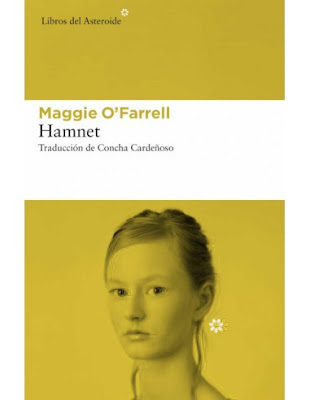 Libros del Asteroide
Maggie O'Farrell
Hamnet
Traducción de Concha Cardeñoso